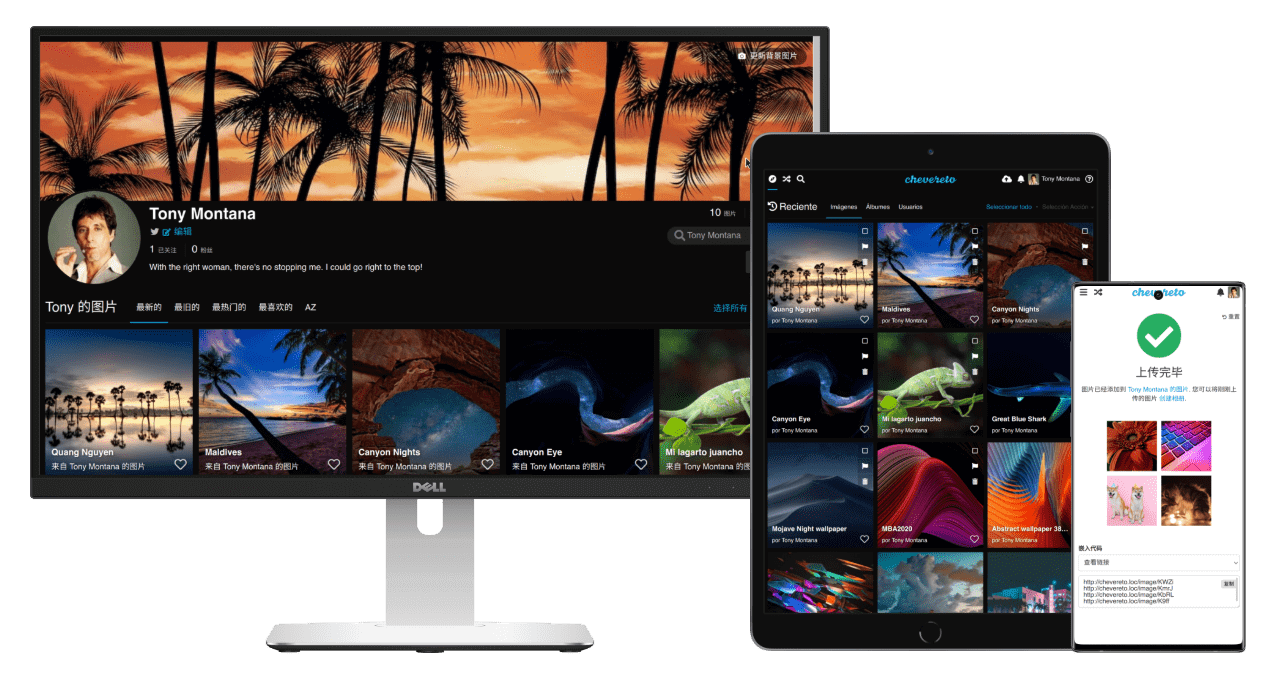 更新背景图片
Tony Montana
编辑
10 图片
1 已关注 0 粉丝
Tony Montana
With the right woman, there's no stopping me. I could go right to the top!
Tony 的图片 最新的 最旧的 最热门的 最喜欢的 AZ
选择所有
Quang Nguyen
来自 Tony Montana 的图片
Maldives
来自 Tony Montana 的图片
Canyon Nights
来自 Tony Montana 的图片
Canyon Eye
来自 Tony Montana 的图片
Mi lagarto juancho
来自 Tony Montana 的图
DELL
chevereto
Tony Montana
Reciente Imágenes Álbumes Usuarios
Seleccionar todo Selección Acción
Quang Nguyen
por Tony Montana
Maldives
por Tony Montana
Canyon Nights
por Tony Montana
Canyon Eye
por Tony Montana
Mi lagarto juancho
por Tony Montana
Great Blue Shark
por Tony Montana
Mojave Night wallpaper
por Tony Montana
MBA2020
por Tony Montana
Abstract wallpaper 38...
por Tony Montana
chevereto
重置
上传完毕
图片已经添加到 Tony Montana 的图片. 您可以将刚刚上
传的图片 创建相册.
嵌入代码
查看链接
复制
http://chevereto.loc/image/KWZl
http://chevereto.loc/image/KmrJ
http://chevereto.loc/image/KbRL
http://chevereto.loc/image/K9ff